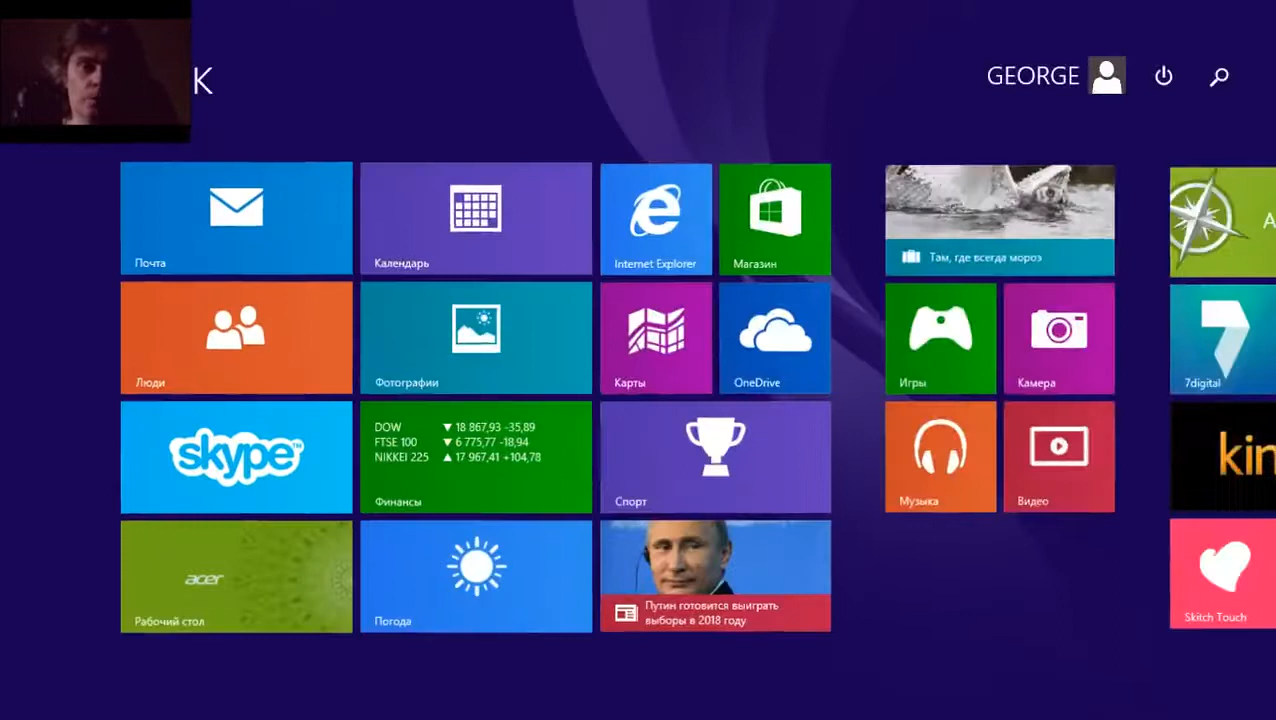 К
GEORGE
Почта
Календарь
Internet Explorer
Магазин
Там, где всегда мороз
A
Люди
Фотографии
Карты
OneDrive
Игры
Камера
7digital
skype™
DOW ▼ 18 867,93 -35,89
FTSE 100 ▼ 6 775,77 -18,94
NIKKEI 225 ▲ 17 967,41 +104,78
Финансы
Спорт
Музыка
Видео
kin
acer
Рабочий стол
Погода
Путин готовится выиграть
выборы в 2018 году
Skitch Touch